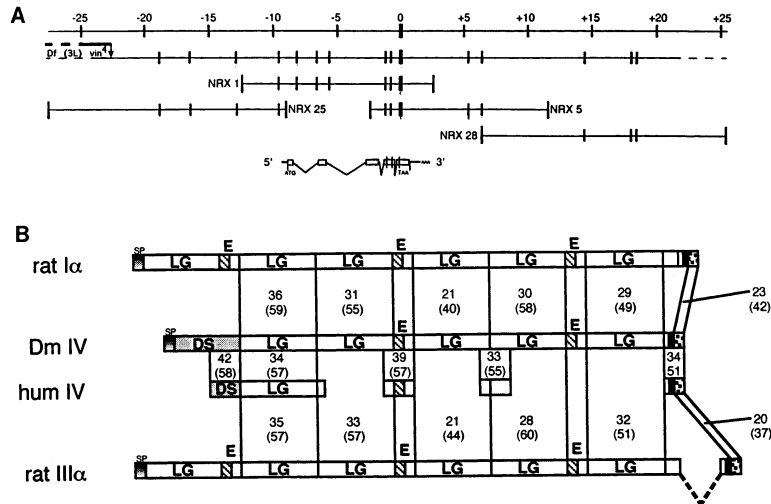 A
-25 -20 -15 -10 -5 0 +5 +10 +15 +20 +25
Df (3L) vin4
NRX 1
NRX 25 NRX 5
NRX 28
5' 3'
ATG TAA AAA
B
E E E
SP
rat Iα LG LG LG LG LG LG
36 31 21 30 29 23
(59) (55) (40) (58) (49) (42)
E E
SP
Dm IV DS LG LG LG LG LG
42 34 39 33 34
(58) (57) (57) (55) 51
hum IV DS LG
35 33 21 28 32 20
(57) (57) (44) (60) (51) (37)
E E E
SP
rat IIIα LG LG LG LG LG LG